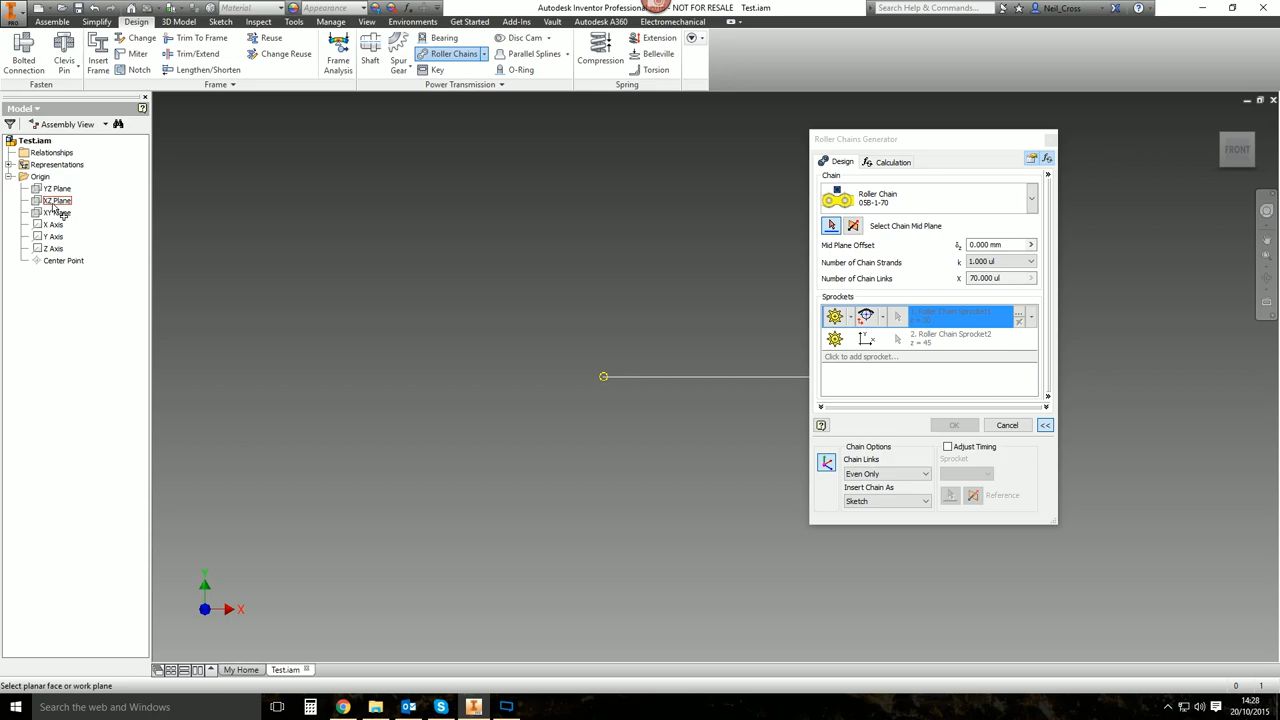 Material
Appearance
Autodesk Inventor Professional NOT FOR RESALE Test.iam
Search Help & Commands...
Neil_Cross
PRO
Assemble Simplify Design 3D Model Sketch Inspect Tools Manage View Environments Get Started Add-Ins Vault Autodesk A360 Electromechanical
Bolted Connection
Clevis Pin
Insert Frame
Change
Miter
Notch
Trim To Frame
Trim/Extend
Lengthen/Shorten
Reuse
Change Reuse
Frame Analysis
Shaft
Spur Gear
Bearing
Roller Chains
Key
Disc Cam
Parallel Splines
O-Ring
Compression
Extension
Belleville
Torsion
Fasten
Frame
Power Transmission
Spring
Model
Assembly View
Test.iam
Relationships
Representations
Origin
YZ Plane
XZ Plane
XY Plane
X Axis
Y Axis
Z Axis
Center Point
FRONT
Roller Chains Generator
Design
Calculation
Chain
Roller Chain
05B-1-70
Select Chain Mid Plane
Mid Plane Offset δz 0.000 mm
Number of Chain Strands k 1.000 ul
Number of Chain Links X 70.000 ul
Sprockets
1. Roller Chain Sprocket1
2. Roller Chain Sprocket2
z = 45
Click to add sprocket...
OK
Cancel
<<
Chain Options
Chain Links
Even Only
Insert Chain As
Sketch
Adjust Timing
Sprocket
Reference
Y
X
My Home
Test.iam
Select planar face or work plane
0 1
Search the web and Windows
14:28
20/10/2015